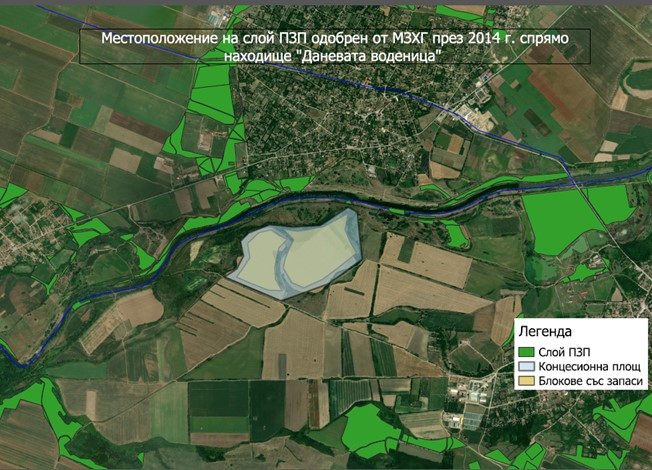 Местоположение на слой ПЗП одобрен от МЗХГ през 2014 г. спрямо
находище "Даневата воденица"
Легенда
Слой ПЗП
Концесионна площ
Блокове със запаси